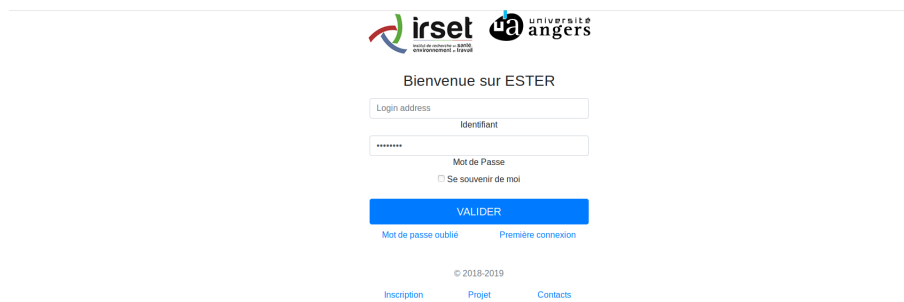 irset
Institut de recherche en santé,
environnement et travail
ua
université
angers
Bienvenue sur ESTER
Login address
Identifiant
••••••••
Mot de Passe
Se souvenir de moi
VALIDER
Mot de passe oublié Première connexion
© 2018-2019
Inscription Projet Contacts